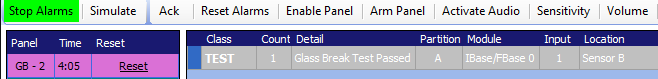 Stop Alarms Simulate Ack Reset Alarms Enable Panel Arm Panel Activate Audio Sensitivity Volume
Panel Time Reset Class Count Detail Partition Module Input Location
GB - 2 4:05 Reset TEST 1 Glass Break Test Passed A IBase/FBase 0 1 Sensor B